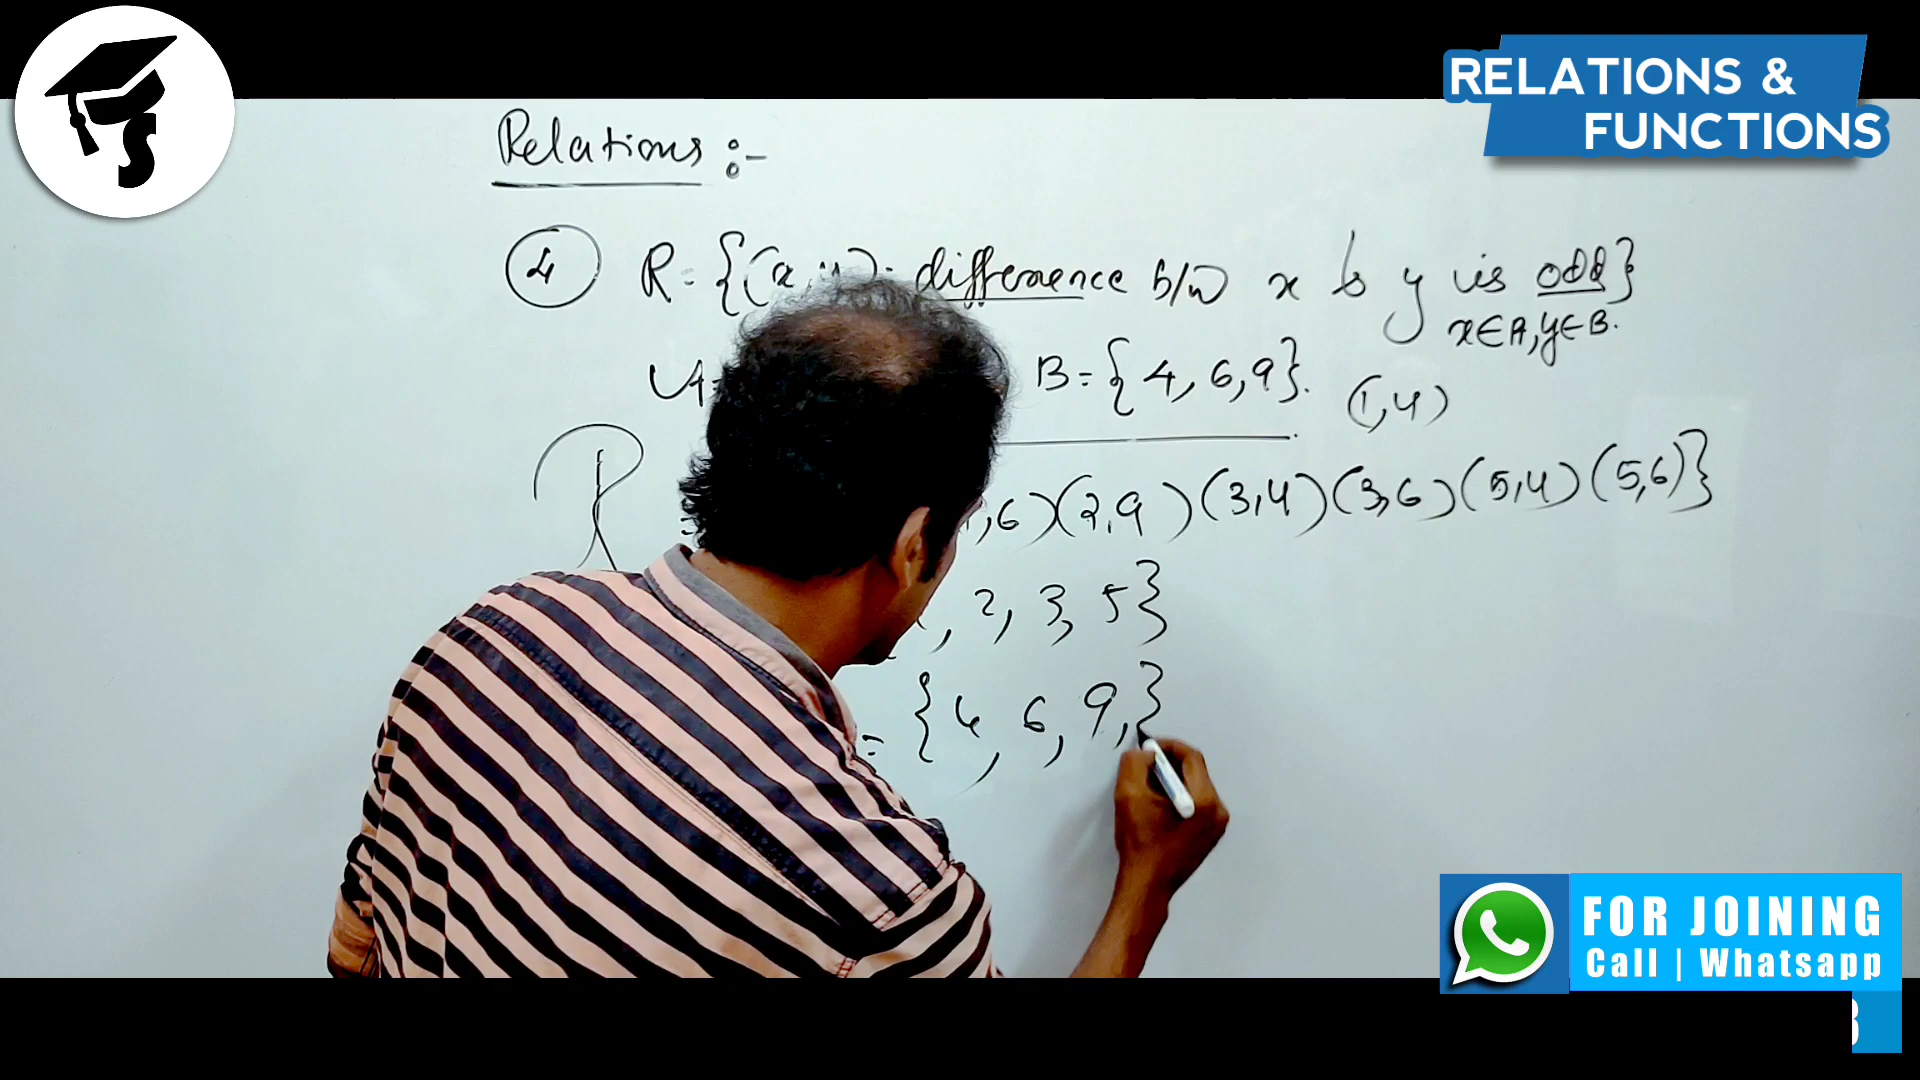 RELATIONS &
FUNCTIONS
Relations :-
4 R = {(x, y): difference b/w x & y is odd}
x∈A, y∈B.
B = {4, 6, 9}. (1,4)
R = ,6)(2,9)(3,4)(3,6)(5,4)(5,6)}
, 2, 3, 5}
= {4, 6, 9,}
FOR JOINING
Call | Whatsapp